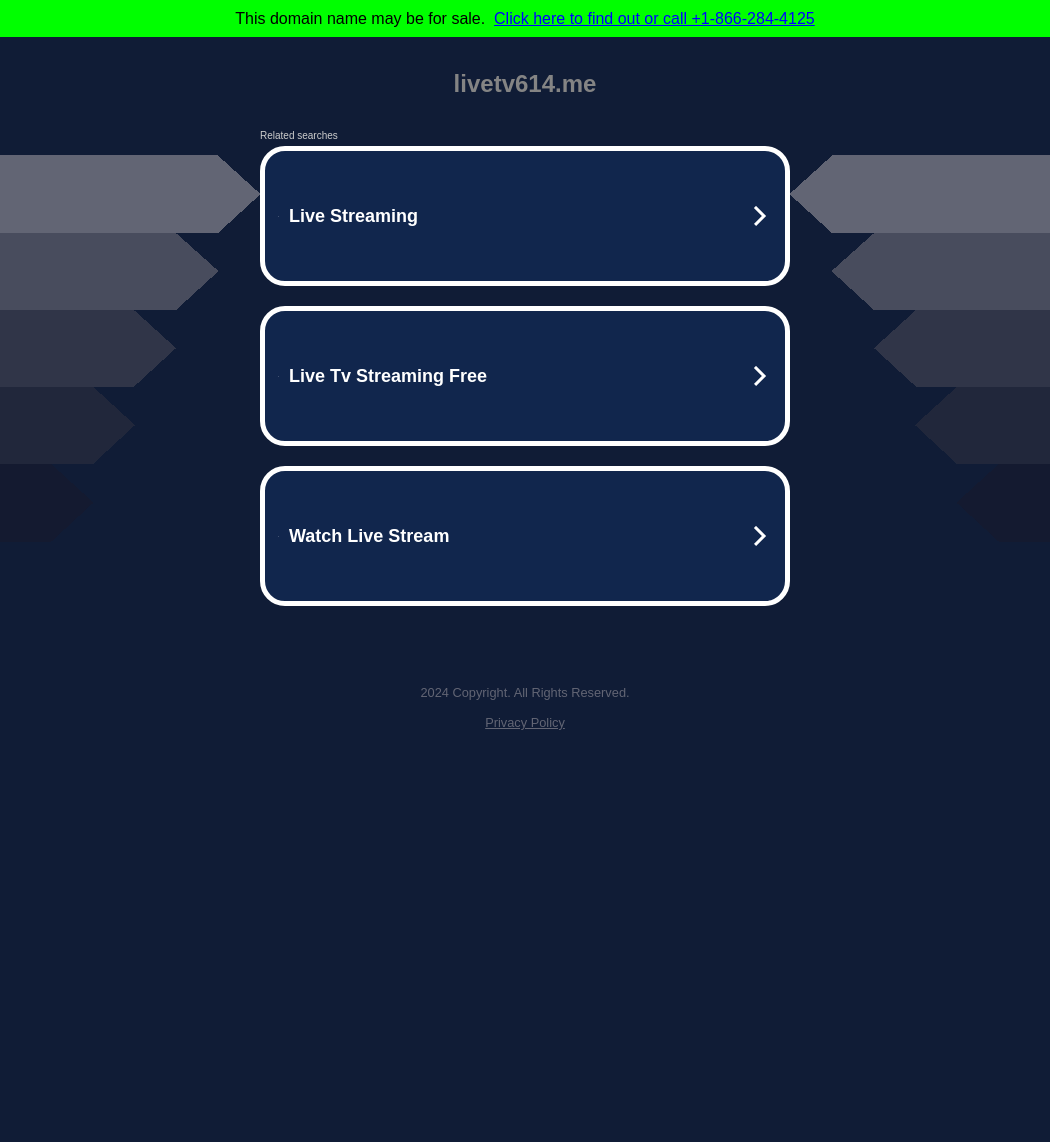 This domain name may be for sale. Click here to find out or call +1-866-284-4125
livetv614.me
Related searches
Live Streaming
Live Tv Streaming Free
Watch Live Stream
2024 Copyright. All Rights Reserved.
Privacy Policy